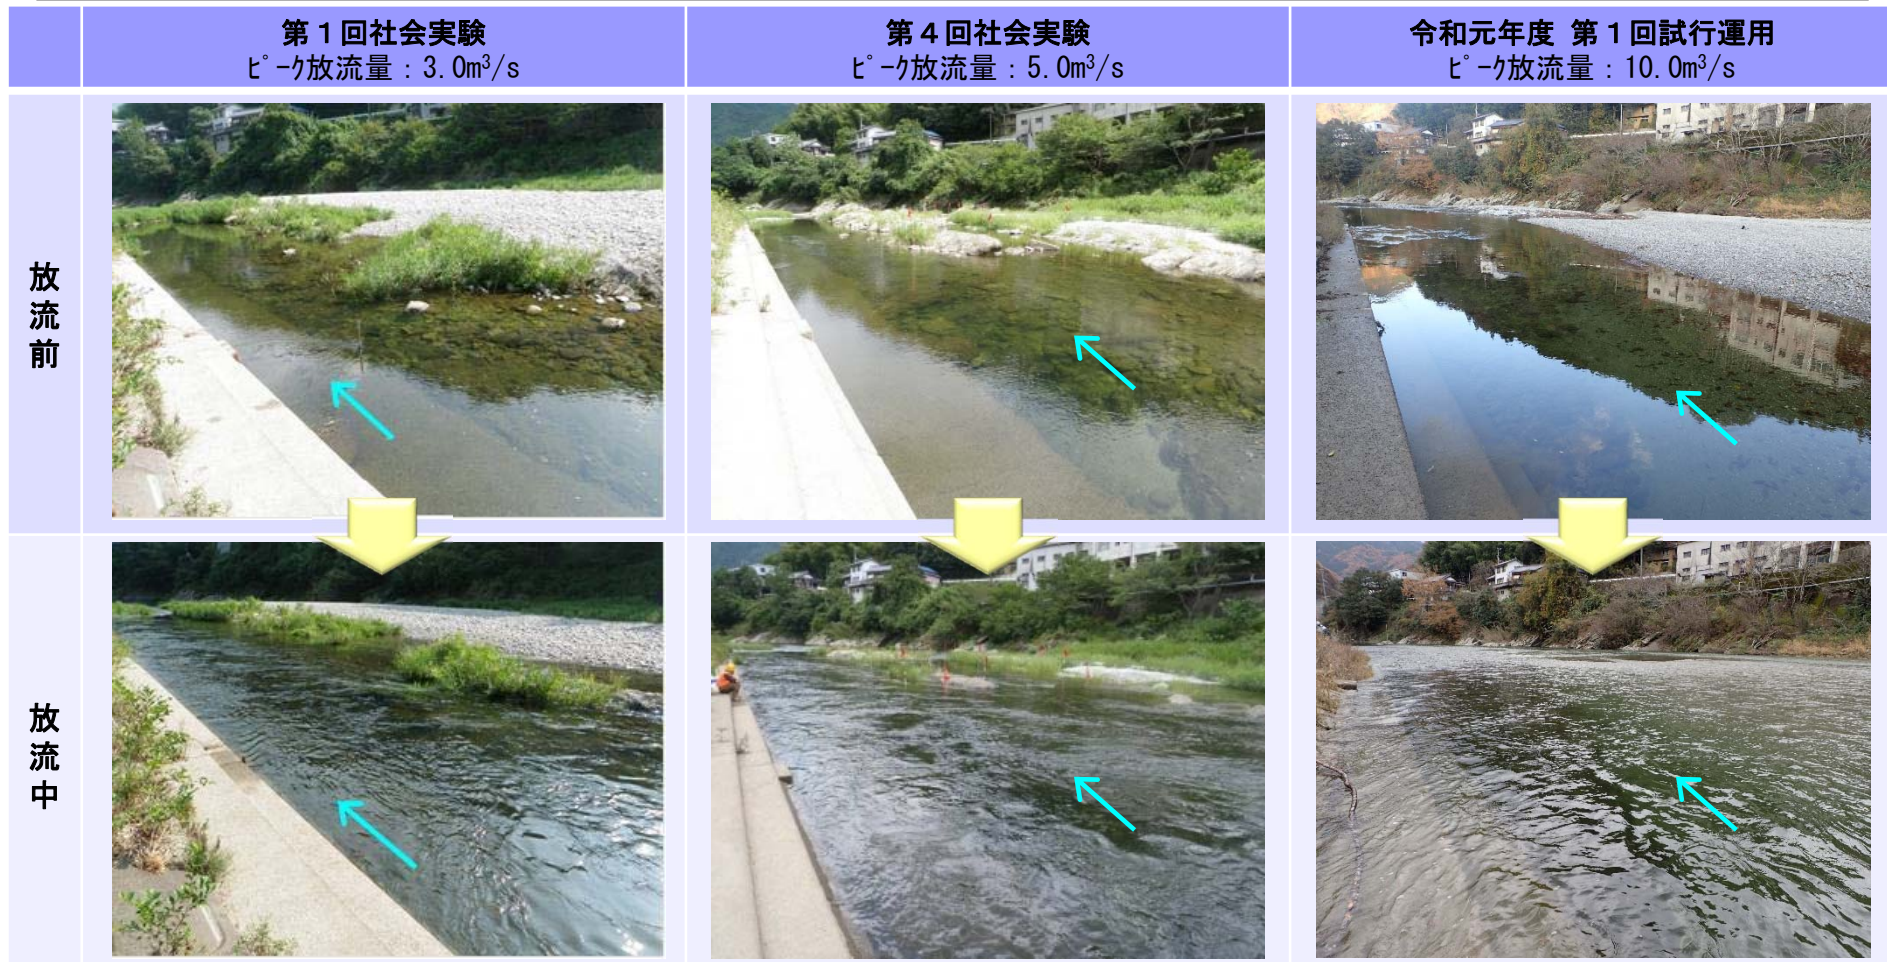 第１回社会実験
ﾋﾟｰｸ放流量：3.0m³/s
第４回社会実験
ﾋﾟｰｸ放流量：5.0m³/s
令和元年度 第１回試行運用
ﾋﾟｰｸ放流量：10.0m³/s
放流前
放流中